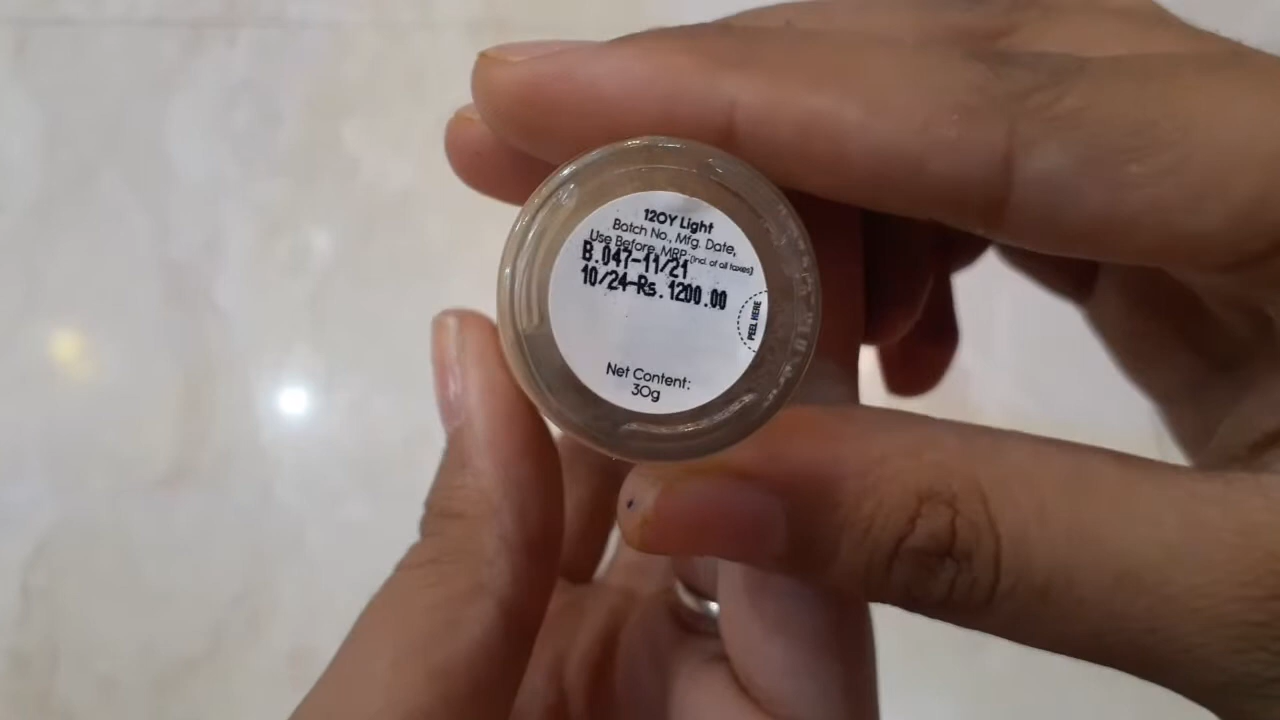 120Y Light
Batch No., Mfg. Date,
Use Before, MRP: (Incl. of all taxes)
B.047-11/21
10/24-Rs.1200.00
PEEL HERE
Net Content:
30g